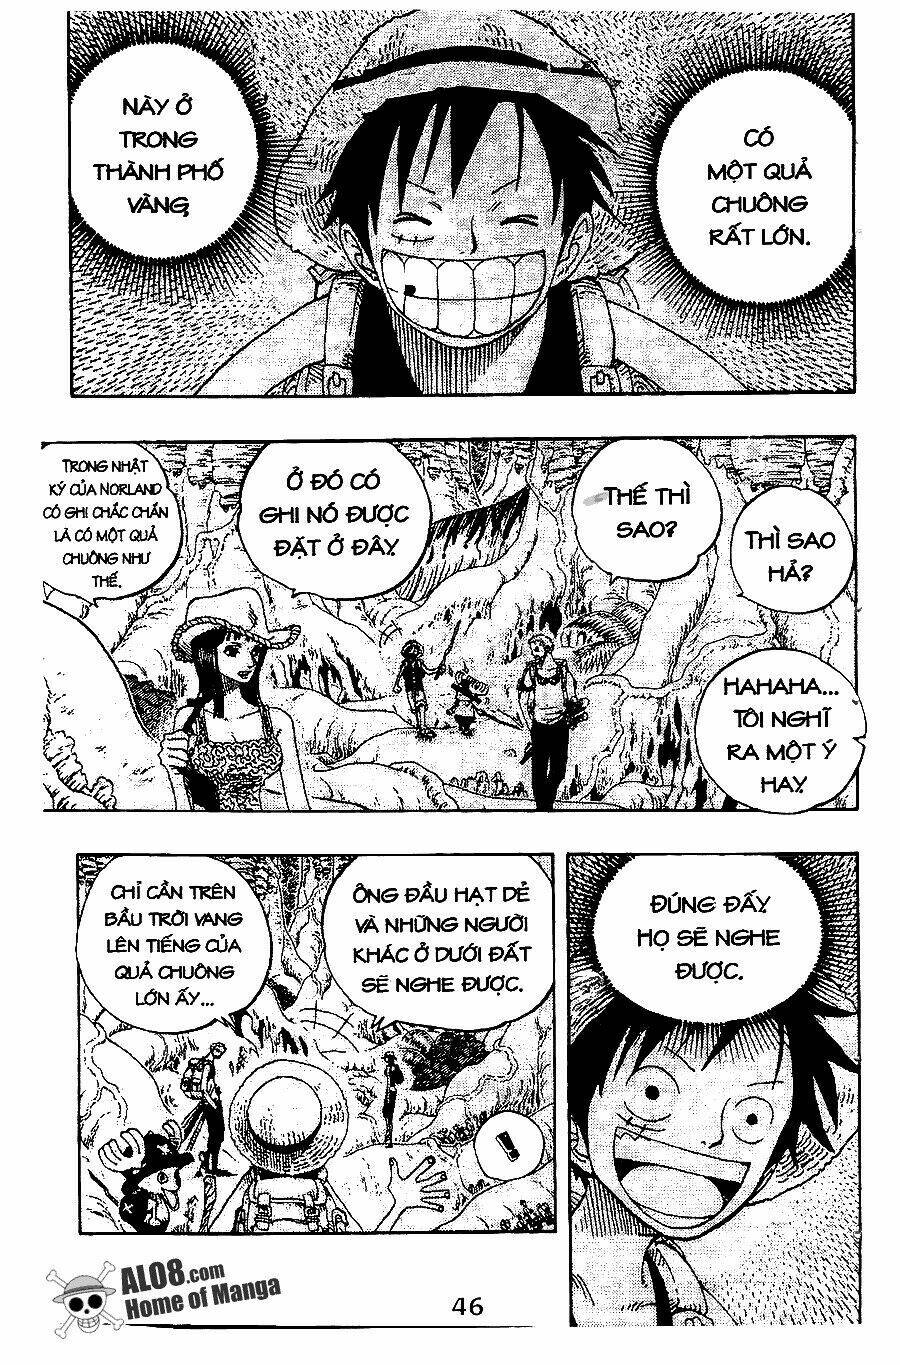 CÓ
MỘT QUẢ
CHUÔNG
RẤT LỚN.
NÀY Ở
TRONG
THÀNH PHỐ
VÀNG,
THÌ SAO
HẢ?
THẾ THÌ
SAO?
Ở ĐÓ CÓ
GHI NÓ ĐƯỢC
ĐẶT Ở ĐÂY.
TRONG NHẬT
KÝ CỦA NORLAND
CÓ GHI CHẮC CHẮN
LÀ CÓ MỘT QUẢ
CHUÔNG NHƯ
THẾ.
HAHAHA...
TÔI NGHĨ
RA MỘT Ý
HAY.
ĐÚNG ĐẤY
HỌ SẼ NGHE
ĐƯỢC.
ÔNG ĐẦU HẠT DẺ
VÀ NHỮNG NGƯỜI
KHÁC Ở DƯỚI ĐẤT
SẼ NGHE ĐƯỢC.
CHỈ CẦN TRÊN
BẦU TRỜI VANG
LÊN TIẾNG CỦA
QUẢ CHUÔNG
LỚN ẤY...
!
ALO8.com
Home of Manga
46